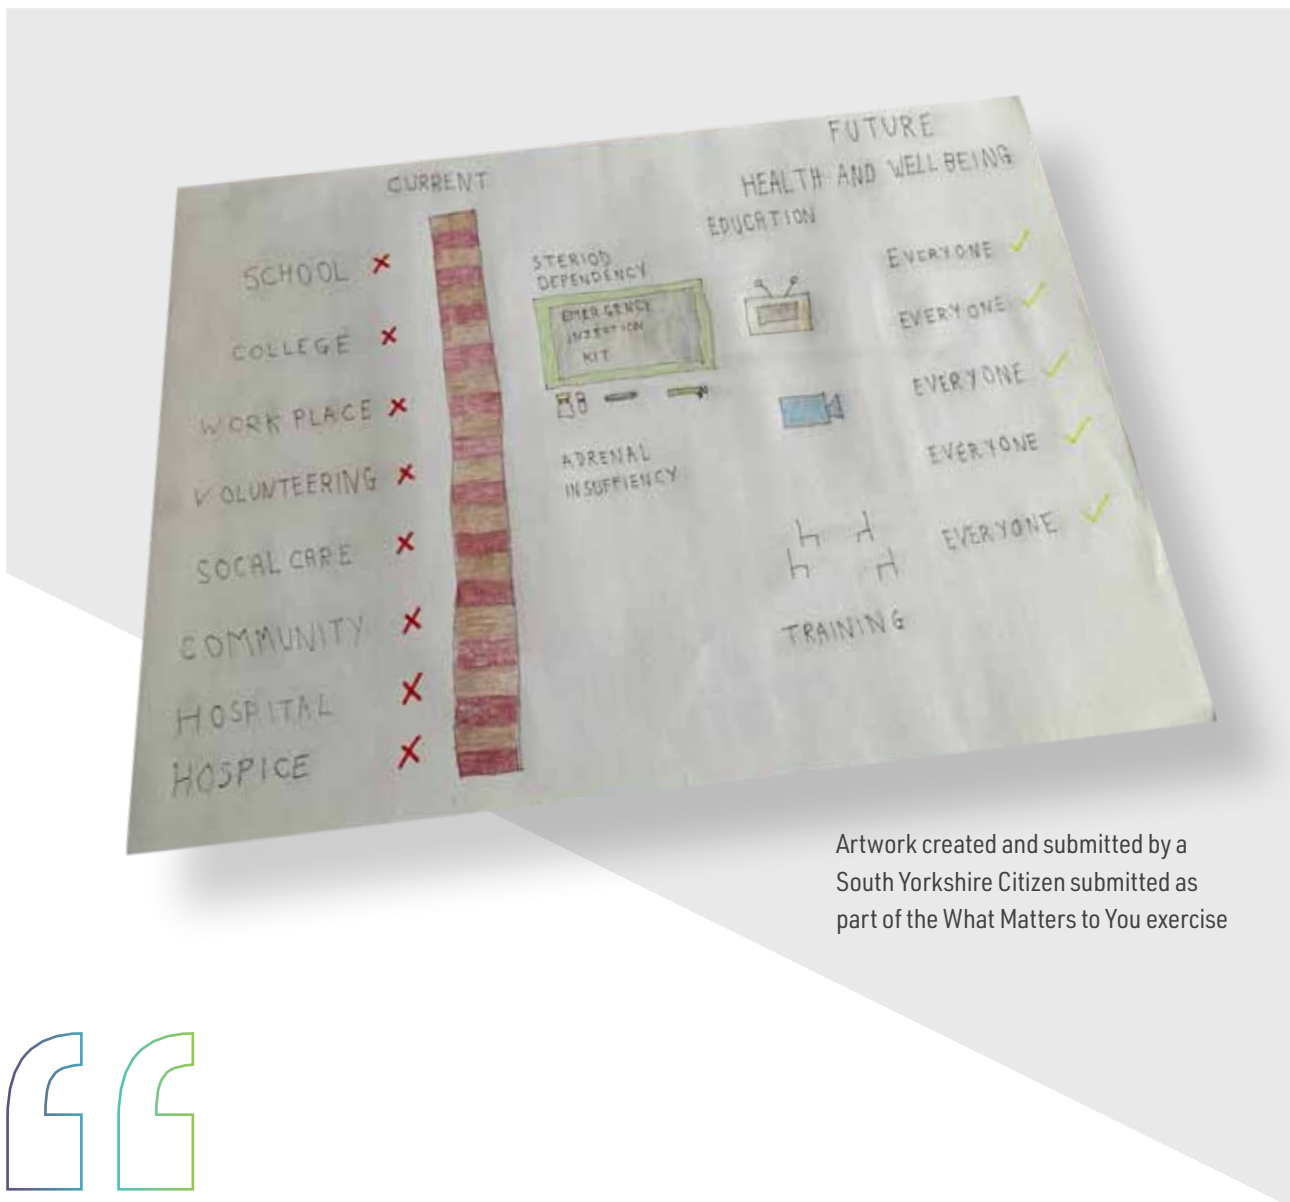 CURRENT
SCHOOL X
COLLEGE X
WORK PLACE X
VOLUNTEERING X
SOCAL CARE X
COMMUNITY X
HOSPITAL X
HOSPICE X
FUTURE
HEALTH AND WELL BEING
EDUCATION
STERIOD
DEPENDENCY
EMERGENCY
INJECTION
KIT
ADRENAL
INSUFFIENCY
TRAINING
EVERYONE ✓
EVERYONE ✓
EVERYONE ✓
EVERYONE ✓
EVERYONE ✓
Artwork created and submitted by a
South Yorkshire Citizen submitted as
part of the What Matters to You exercise
“